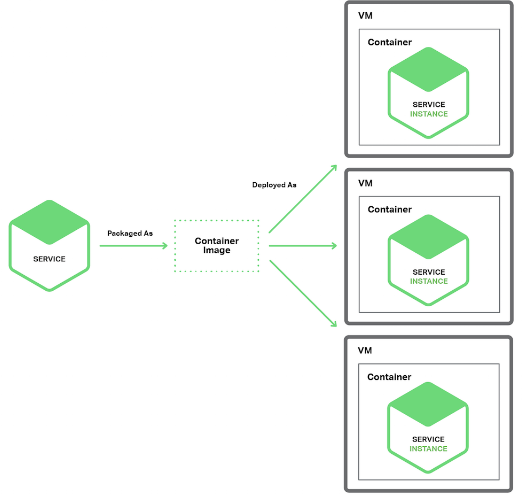 VM
Container
SERVICE
INSTANCE
Deployed As
VM
Container
Packaged As
Container
Image
SERVICE
SERVICE
INSTANCE
VM
Container
SERVICE
INSTANCE